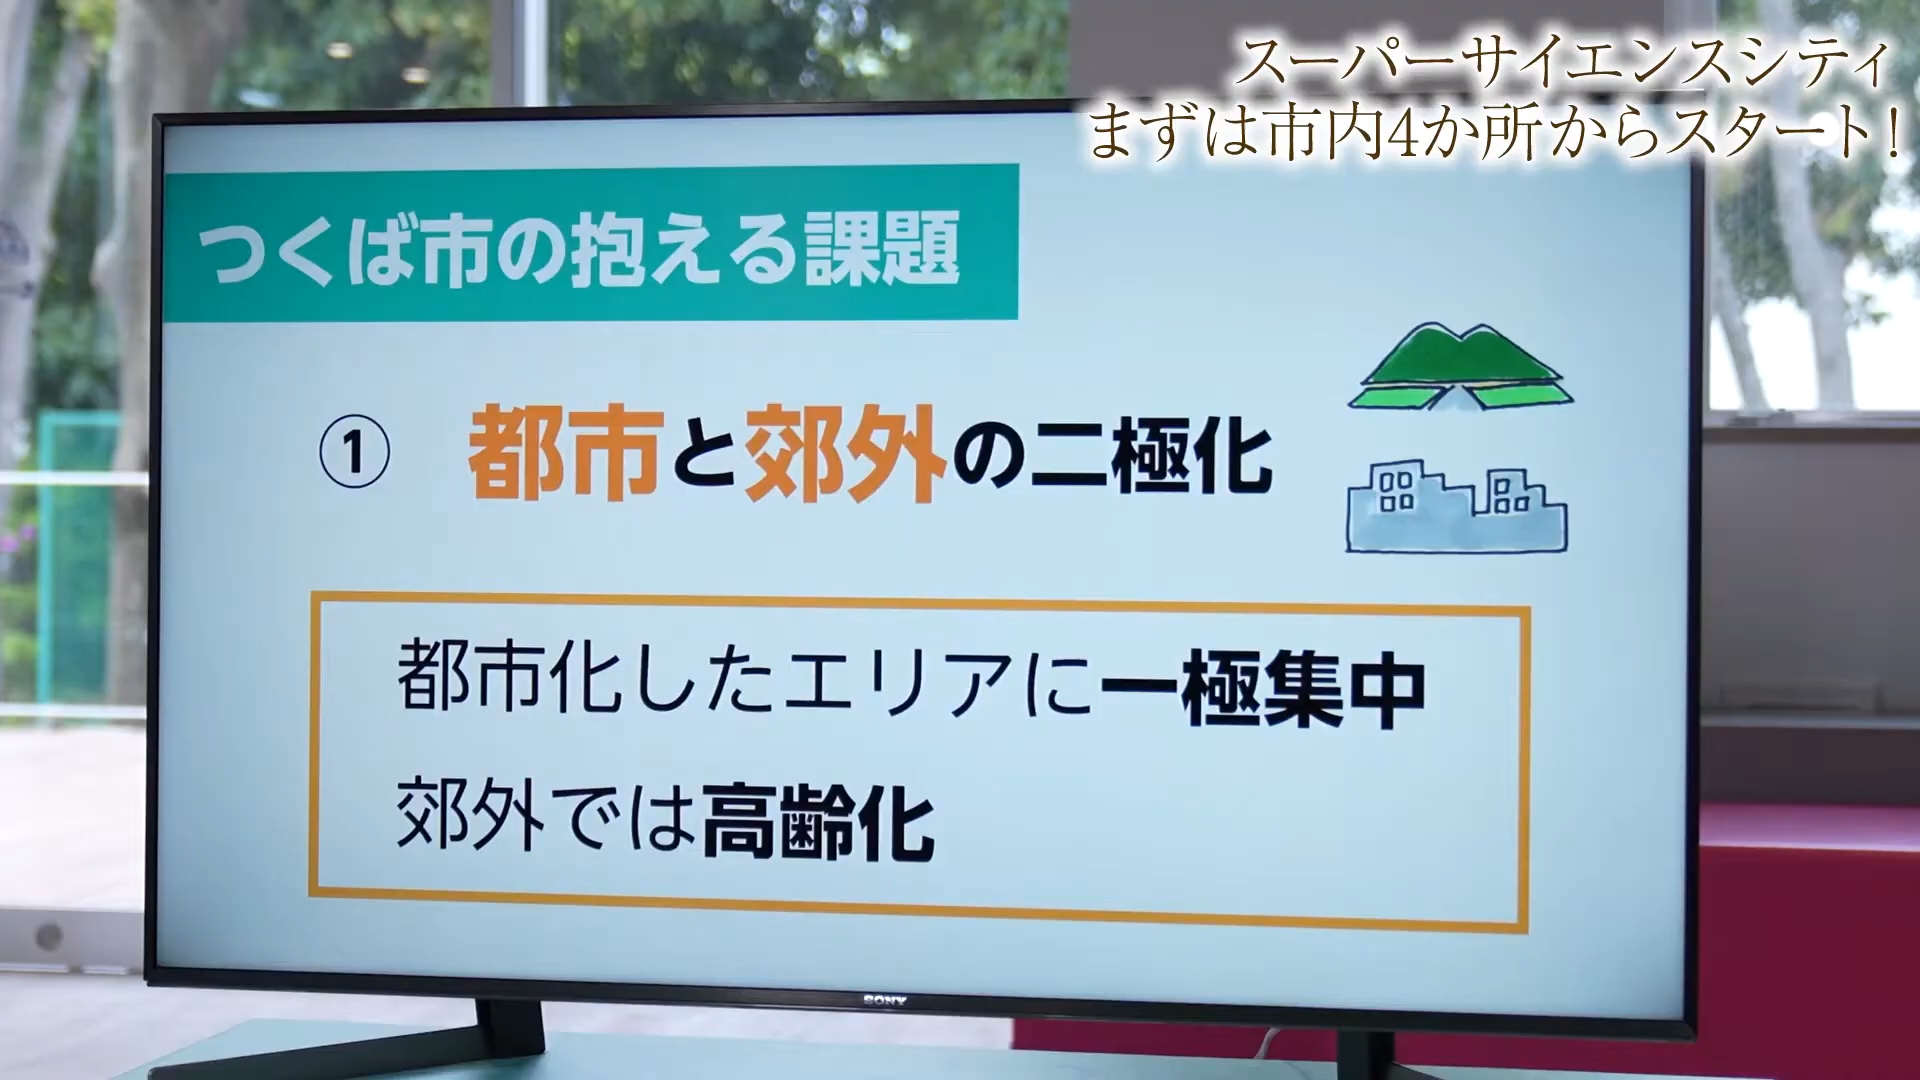 スーパーサイエンスシティ
まずは市内4か所からスタート！
つくば市の抱える課題
① 都市と郊外の二極化
都市化したエリアに一極集中
郊外では高齢化
SONY